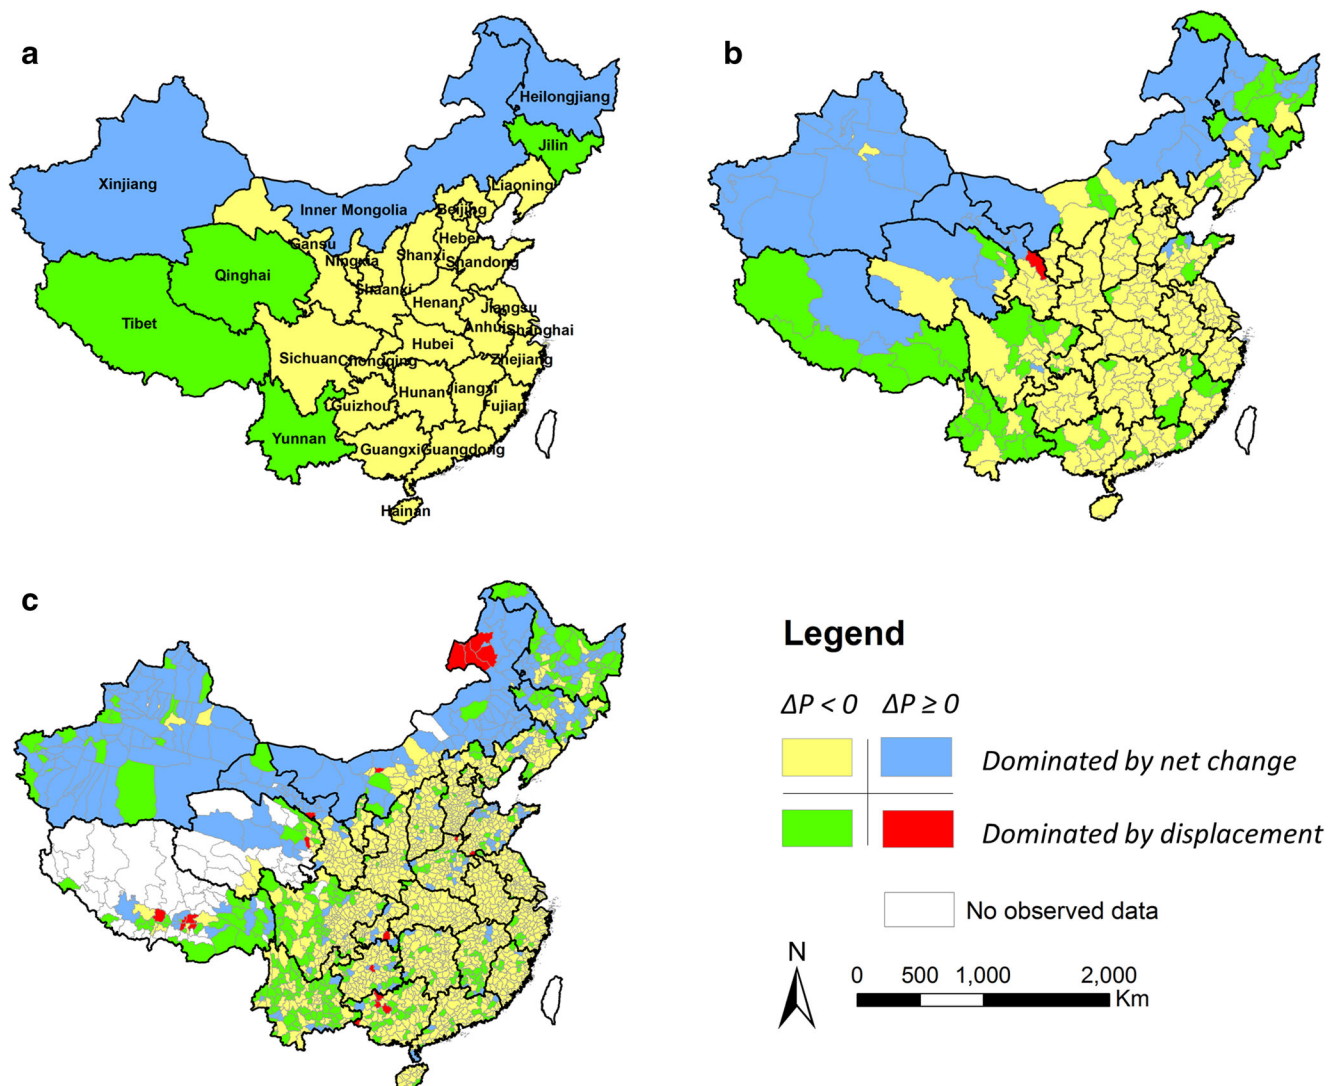 a
Heilongjiang
Jilin
Liaoning
Xinjiang
Inner Mongolia
Beijing
Gansu
Hebei
Ningxia
Shanxi
Shandong
Qinghai
Shaanxi
Henan
Jiangsu
Tibet
Anhui
Shanghai
Hubei
Sichuan
Chongqing
Zhejiang
Hunan
Jiangxi
Guizhou
Fujian
Yunnan
Guangxi
Guangdong
Hainan
b
c
Legend
ΔP < 0 ΔP ≥ 0
Dominated by net change
Dominated by displacement
No observed data
N
0 500 1,000 2,000
Km